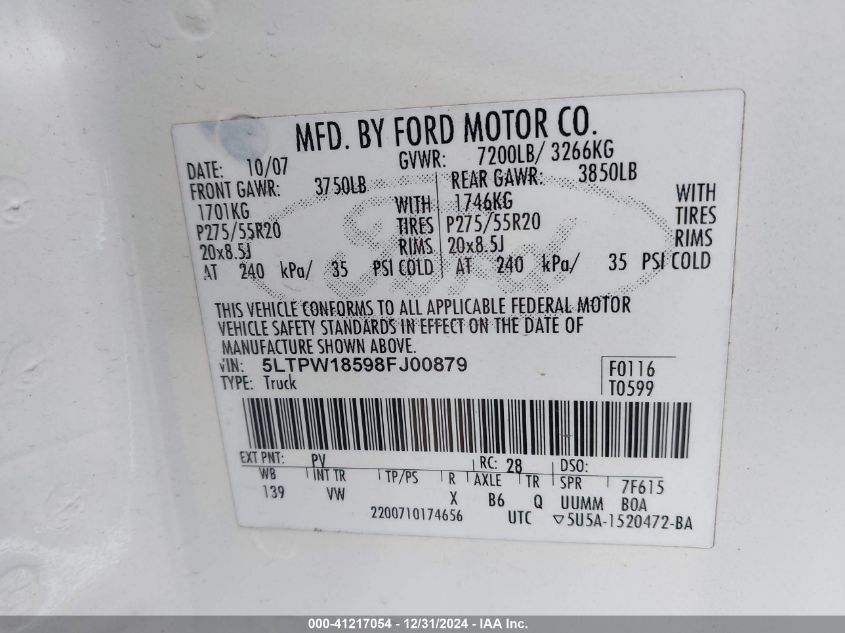 MFD. BY FORD MOTOR CO.
DATE: 10/07 GVWR: 7200LB/ 3266KG
FRONT GAWR: 3750LB REAR GAWR: 3850LB
1701KG WITH 1746KG WITH
P275/55R20 TIRES P275/55R20 TIRES
20x8.5J RIMS 20x8.5J RIMS
AT 240 kPa/ 35 PSI COLD AT 240 kPa/ 35 PSI COLD
Ford
THIS VEHICLE CONFORMS TO ALL APPLICABLE FEDERAL MOTOR
VEHICLE SAFETY STANDARDS IN EFFECT ON THE DATE OF
MANUFACTURE SHOWN ABOVE.
VIN: 5LTPW18598FJ00879 F0116
TYPE: Truck T0599
EXT PNT: PV RC: 28 DSO:
WB INT TR TP/PS R AXLE TR SPR 7F615
139 VW X B6 Q UUMM BOA
2200710174656 UTC ▽5U5A-1520472-BA
000-41217054 - 12/31/2024 - IAA Inc.